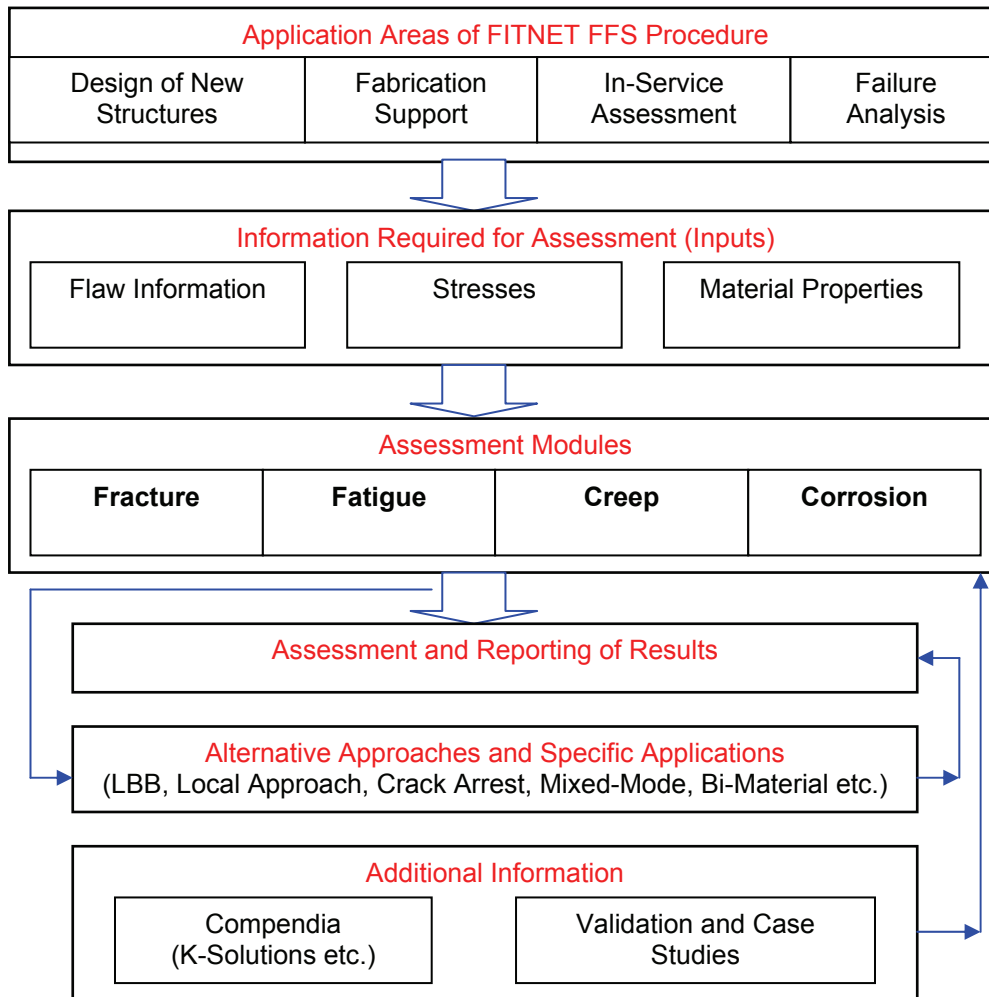 Application Areas of FITNET FFS Procedure
Design of New
Structures
Fabrication
Support
In-Service
Assessment
Failure
Analysis
Information Required for Assessment (Inputs)
Flaw Information
Stresses
Material Properties
Assessment Modules
Fracture
Fatigue
Creep
Corrosion
Assessment and Reporting of Results
Alternative Approaches and Specific Applications
(LBB, Local Approach, Crack Arrest, Mixed-Mode, Bi-Material etc.)
Additional Information
Compendia
(K-Solutions etc.)
Validation and Case
Studies